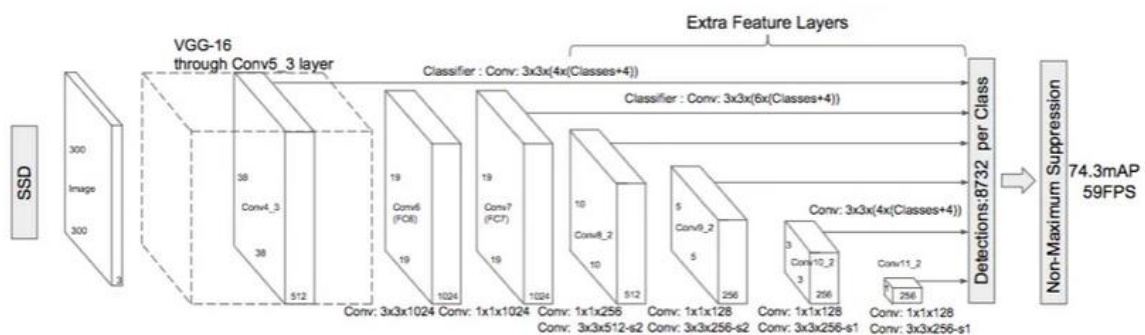 Extra Feature Layers
VGG-16
through Conv5_3 layer
Classifier : Conv: 3x3x(4x(Classes+4))
Classifier : Conv: 3x3x(6x(Classes+4))
SSD
300
Image
300
3
38
Conv4_3
38
512
19
Conv6
(FC6)
19
1024
19
Conv7
(FC7)
19
1024
10
Conv8_2
10
512
5
Conv9_2
5
256
Conv: 3x3x(4x(Classes+4))
3
Conv10_2
3
256
Conv11_2
256
Detections:8732 per Class
Non-Maximum Suppression
74.3mAP
59FPS
Conv: 3x3x1024
Conv: 1x1x1024
Conv: 1x1x256
Conv: 3x3x512-s2
Conv: 1x1x128
Conv: 3x3x256-s2
Conv: 1x1x128
Conv: 3x3x256-s1
Conv: 1x1x128
Conv: 3x3x256-s1